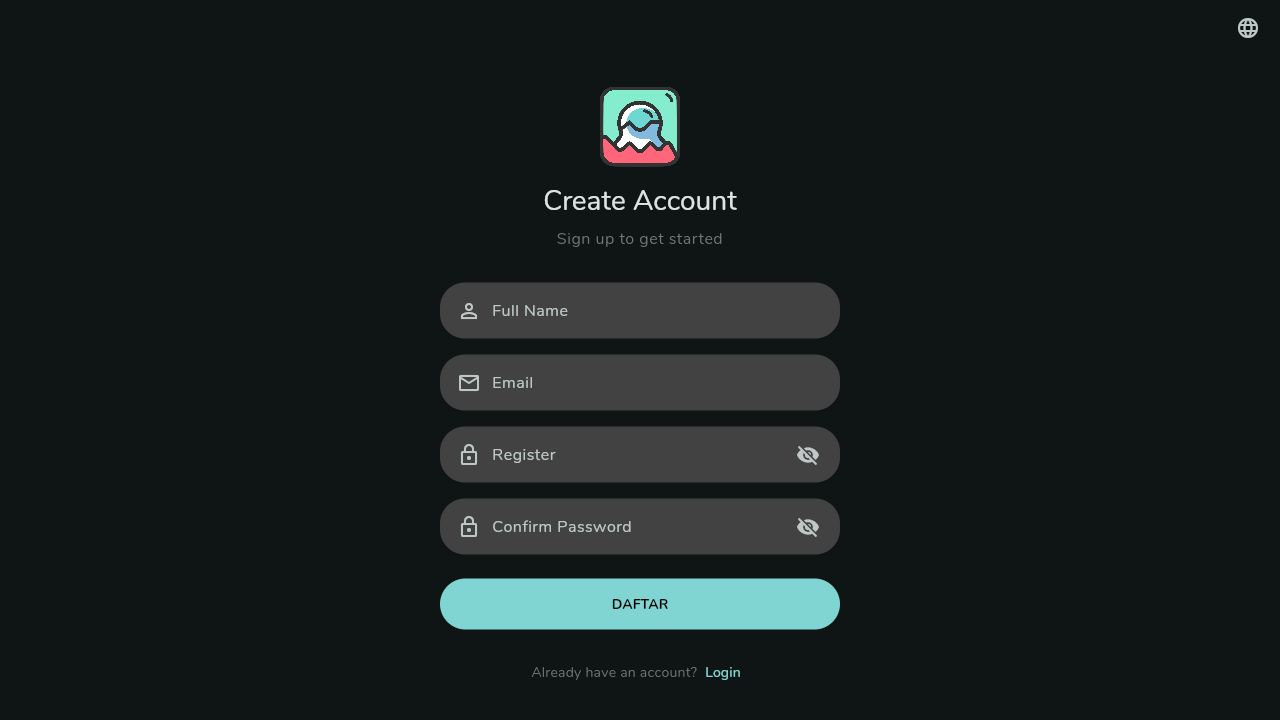 Create Account
Sign up to get started
Full Name
Email
Register
Confirm Password
DAFTAR
Already have an account? Login